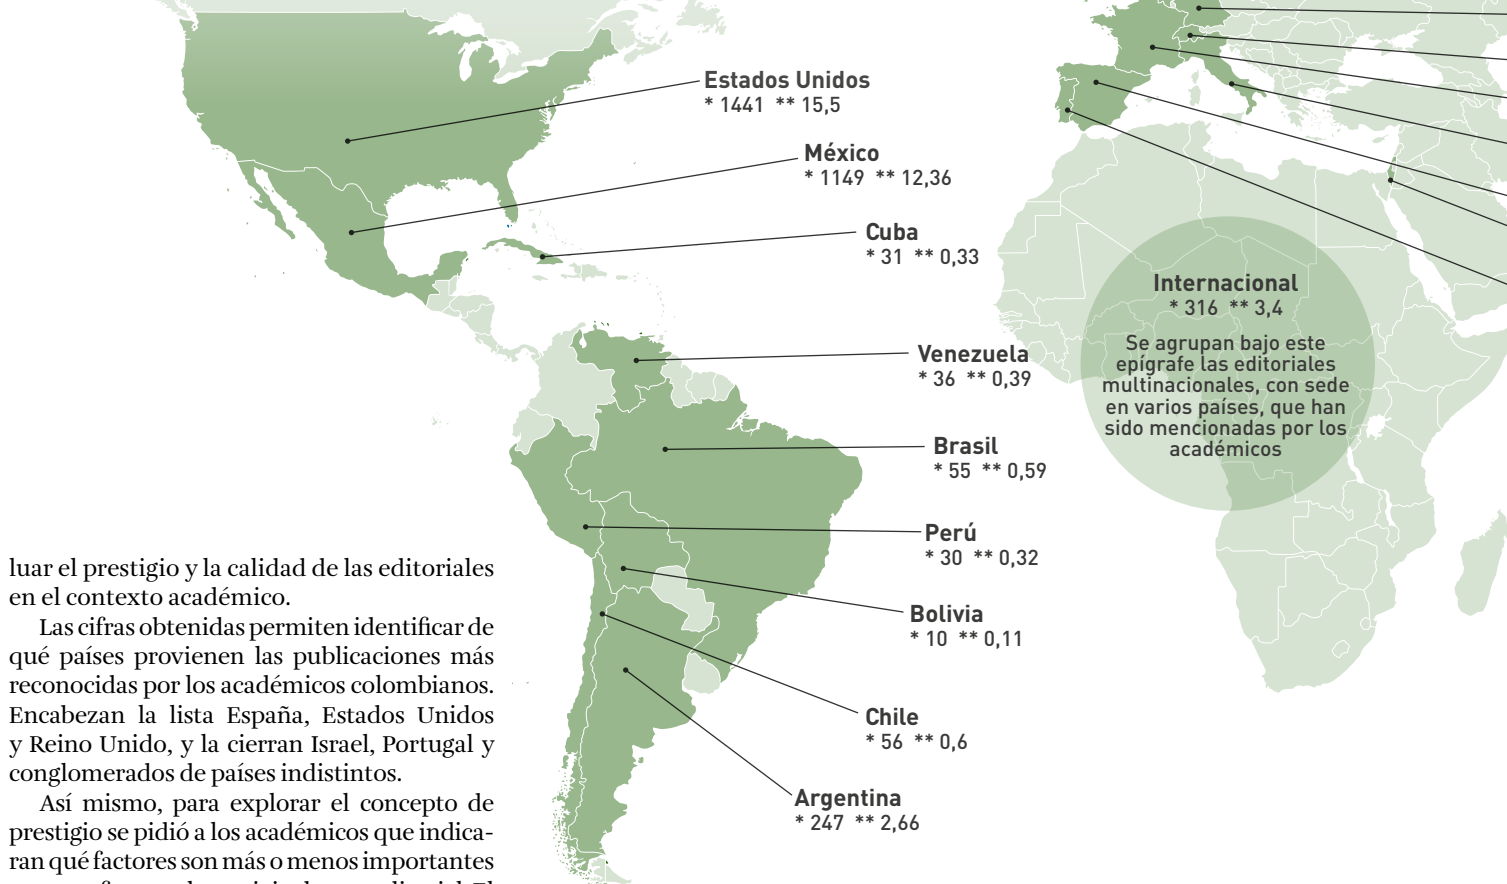 Estados Unidos
* 1441 ** 15,5
México
* 1149 ** 12,36
Cuba
* 31 ** 0,33
Internacional
* 316 ** 3,4
Se agrupan bajo este
epígrafe las editoriales
multinacionales, con sede
en varios países, que han
sido mencionadas por los
académicos
Venezuela
* 36 ** 0,39
Brasil
* 55 ** 0,59
Perú
* 30 ** 0,32
Bolivia
* 10 ** 0,11
Chile
* 56 ** 0,6
Argentina
* 247 ** 2,66
luar el prestigio y la calidad de las editoriales
en el contexto académico.
Las cifras obtenidas permiten identificar de
qué países provienen las publicaciones más
reconocidas por los académicos colombianos.
Encabezan la lista España, Estados Unidos
y Reino Unido, y la cierran Israel, Portugal y
conglomerados de países indistintos.
Así mismo, para explorar el concepto de
prestigio se pidió a los académicos que indica-
ran qué factores son más o menos importantes